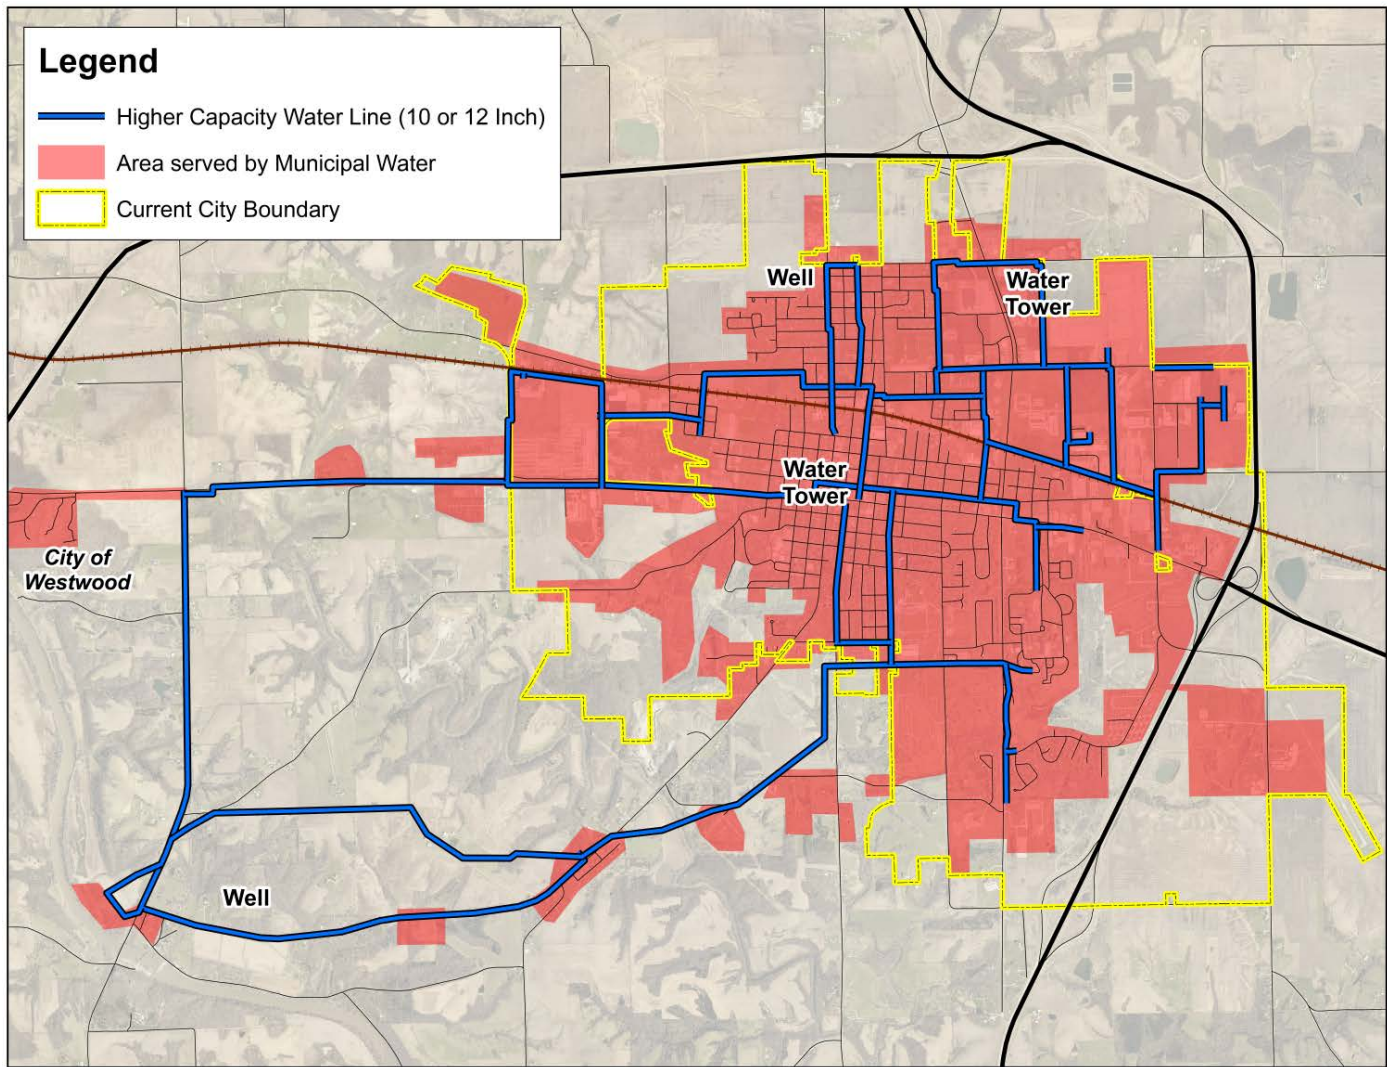 Legend
Higher Capacity Water Line (10 or 12 Inch)
Area served by Municipal Water
Current City Boundary
Well
Water
Tower
Water
Tower
City of
Westwood
Well